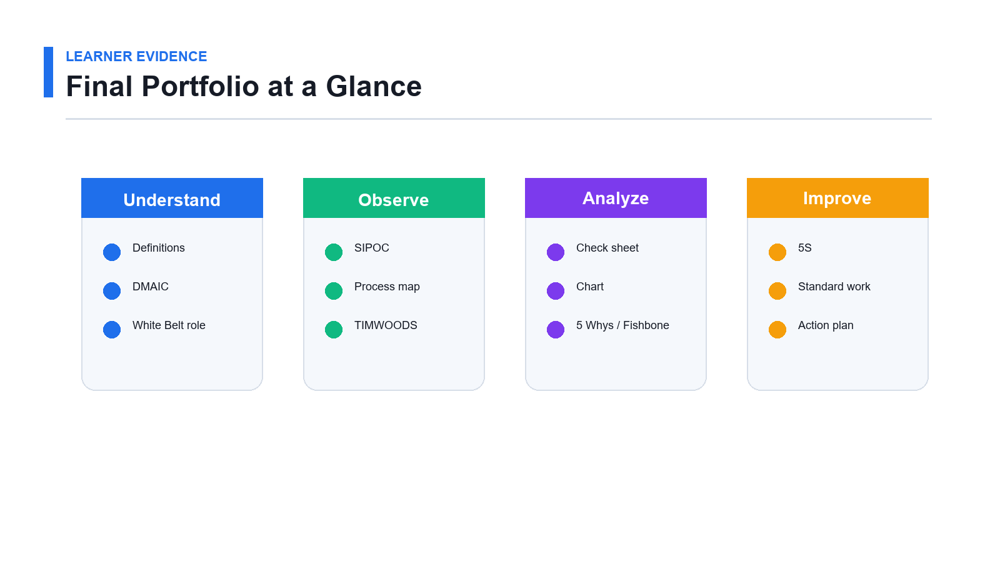 LEARNER EVIDENCE
Final Portfolio at a Glance
Understand
Definitions
DMAIC
White Belt role
Observe
SIPOC
Process map
TIMWOODS
Analyze
Check sheet
Chart
5 Whys / Fishbone
Improve
5S
Standard work
Action plan